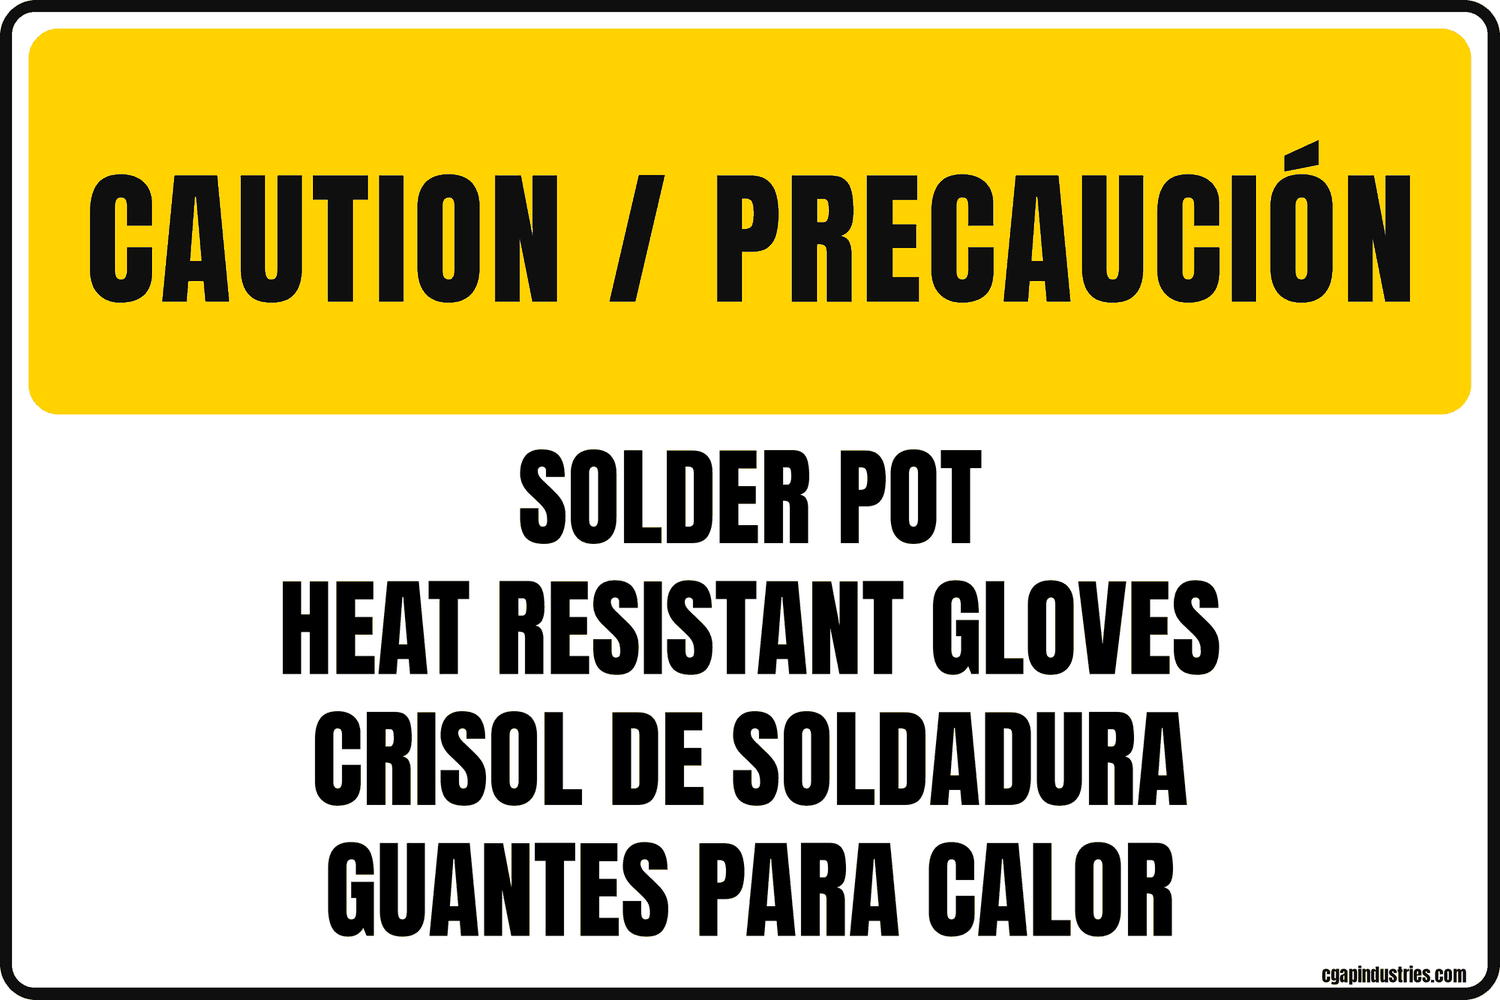 CAUTION / PRECAUCIÓN
SOLDER POT
HEAT RESISTANT GLOVES
CRISOL DE SOLDADURA
GUANTES PARA CALOR
cgapindustries.com